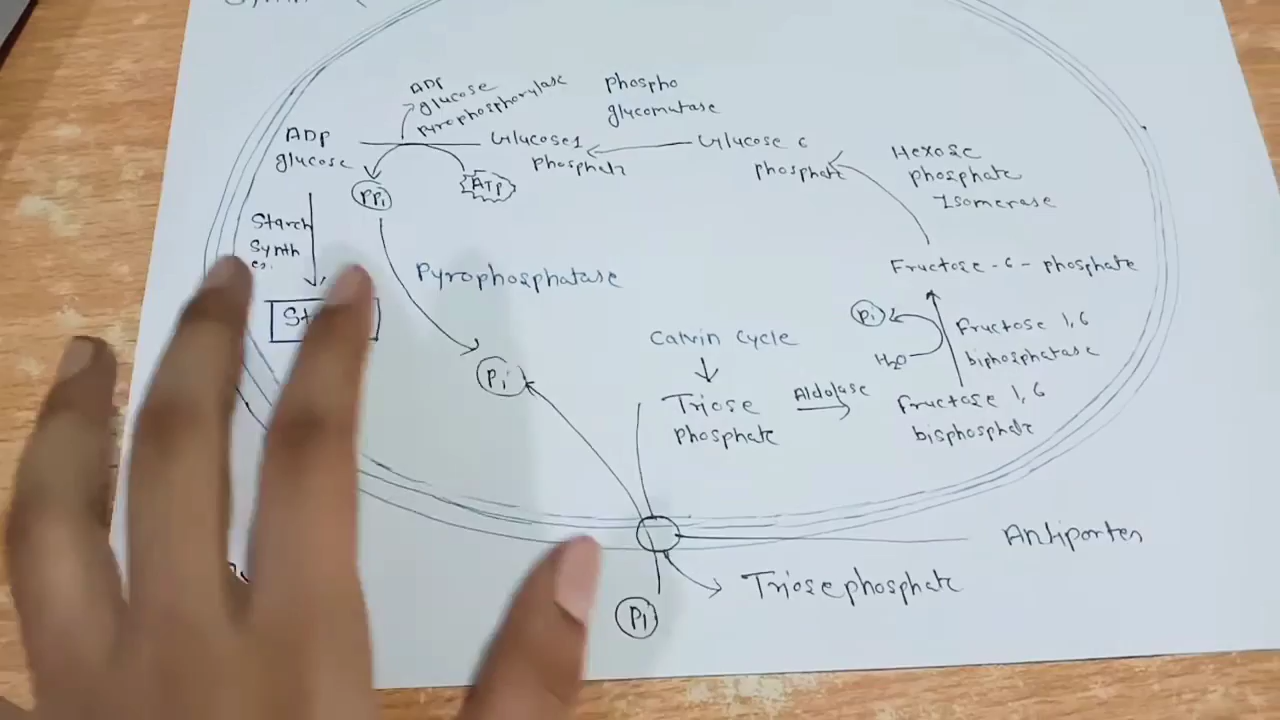 ADP
glucose
pyrophosphorylase
Phospho
glycomutase
ADP
glucose
Glucose 1
phosphate
Glucose 6
phosphate
Hexose
phosphate
Isomerase
PPi
ATP
Starch
Synth
Pyrophosphatase
Fructose-6-phosphate
Pi
H2O
Fructose 1,6
biphosphatase
Calvin Cycle
Pi
Triose
phosphate
Aldolase
Fructose 1,6
bisphosphate
Antiporter
Triosephosphate
Pi